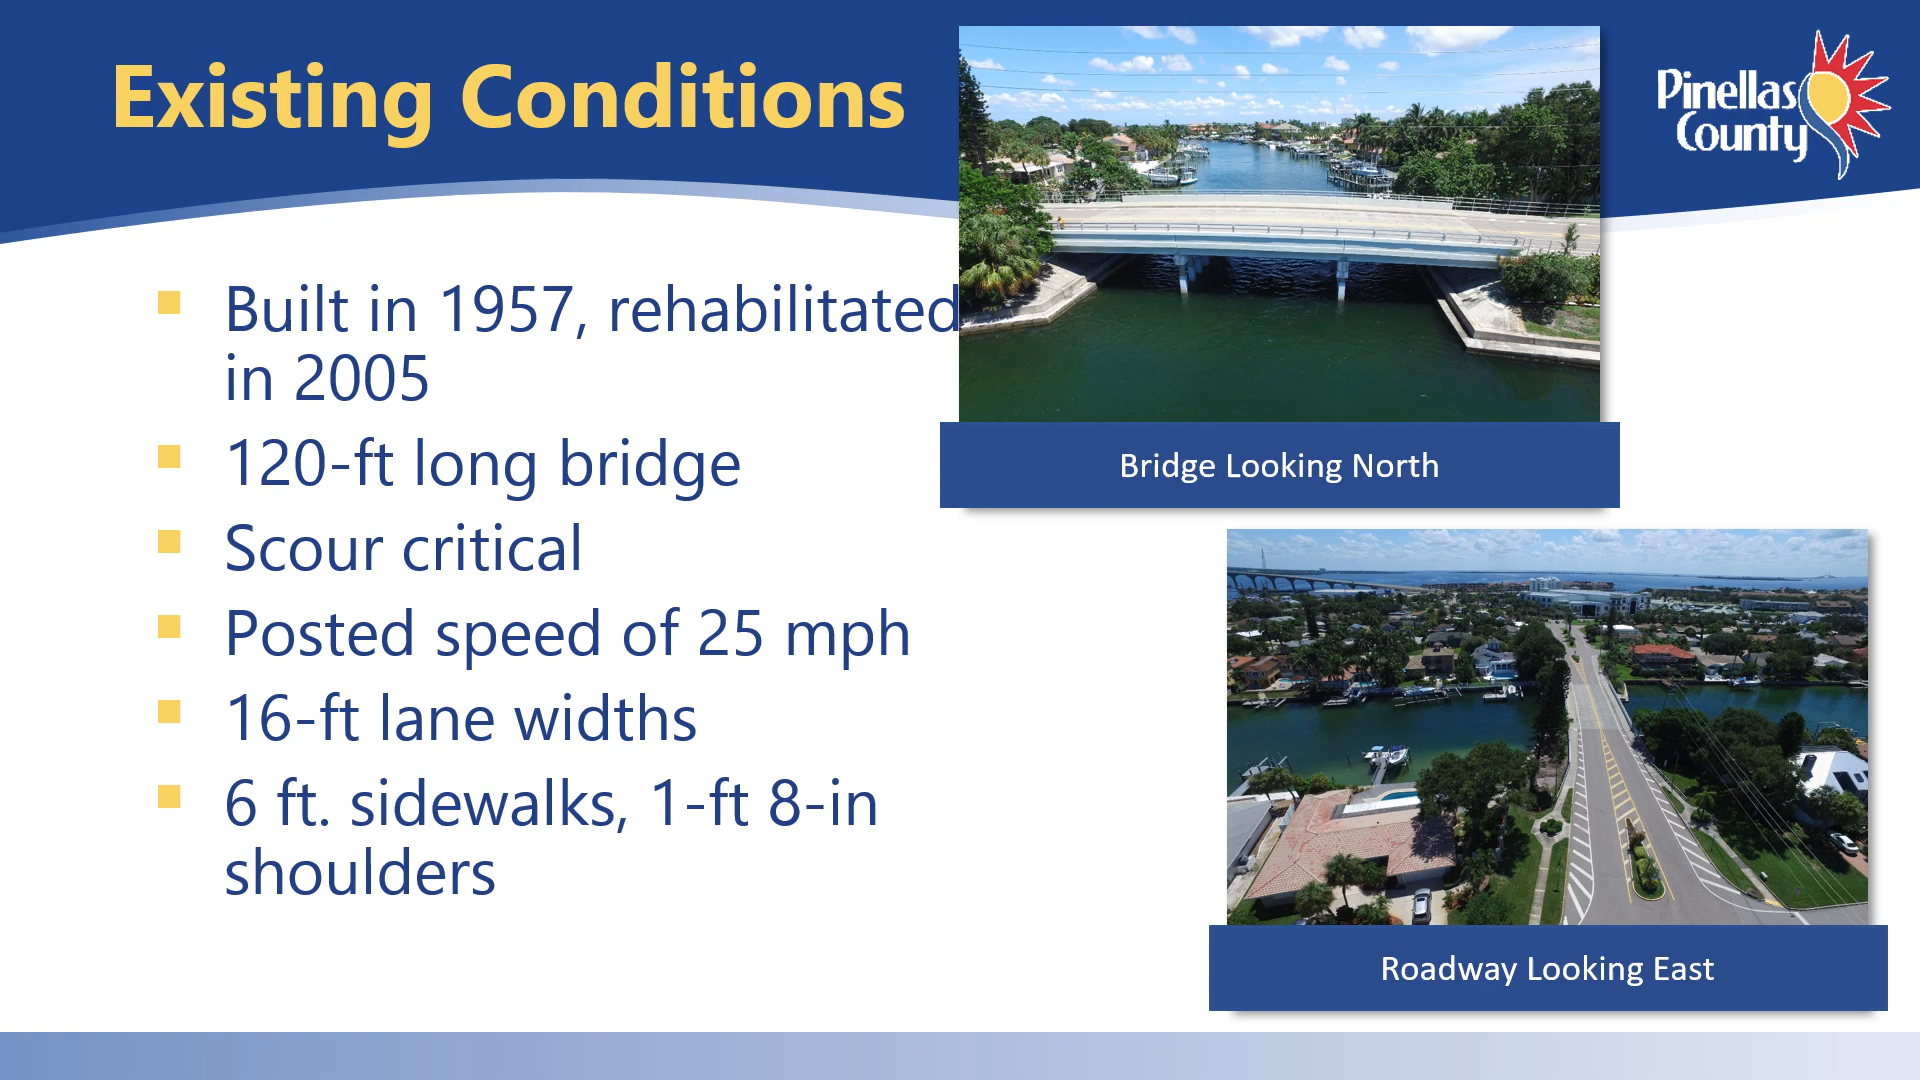 Existing Conditions
Pinellas
County
Built in 1957, rehabilitated
in 2005
120-ft long bridge
Scour critical
Posted speed of 25 mph
16-ft lane widths
6 ft. sidewalks, 1-ft 8-in
shoulders
Bridge Looking North
Roadway Looking East